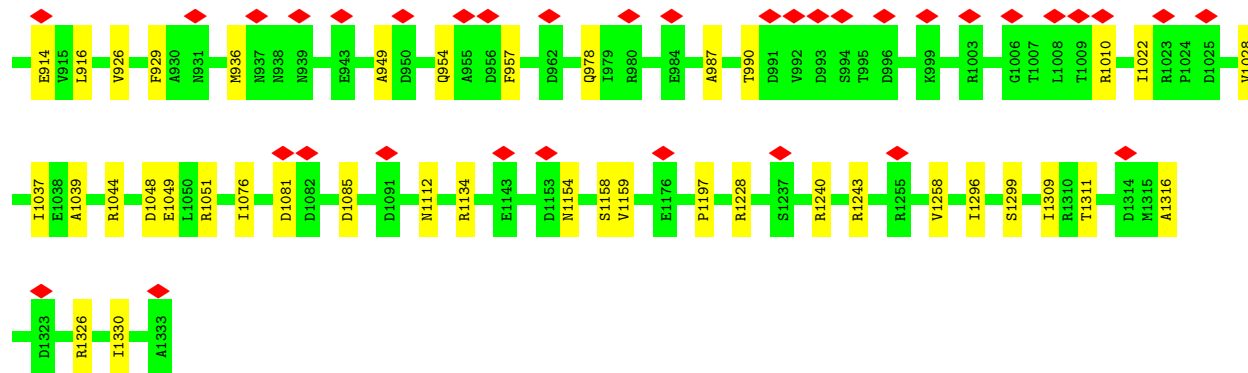 E914 V915 L916 V926 F929 A930 N931 M936 N937 N938 N939 E943 A949 D950 Q954 A955 D956 F957 D962 Q978 I979 R980 E984 A987 T990 D991 V992 D993 S994 T995 D996 K999 R1003 G1006 T1007 L1008 T1009 R1010 I1022 R1023 P1024 D1025 V1028
I1037 E1038 A1039 R1044 D1048 E1049 L1050 R1051 I1076 D1081 D1082 D1085 D1091 N1112 R1134 E1143 D1153 N1154 S1158 V1159 E1176 P1197 R1228 S1237 R1240 R1243 R1255 V1258 I1296 S1299 I1309 R1310 T1311 D1314 M1315 A1316
D1323 R1326 I1330 A1333